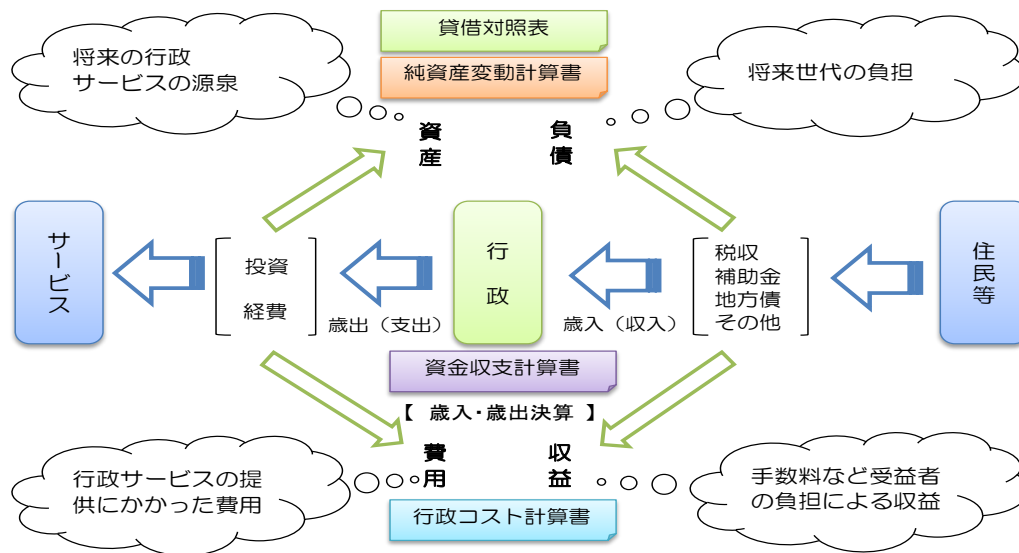 貸借対照表
純資産変動計算書
将来の行政
サービスの源泉
将来世代の負担
資産
負債
サービス
投資
経費
歳出（支出）
行政
歳入（収入）
税収
補助金
地方債
その他
住民等
資金収支計算書
【 歳入・歳出決算 】
費用
収益
行政サービスの提
供にかかった費用
手数料など受益者
の負担による収益
行政コスト計算書